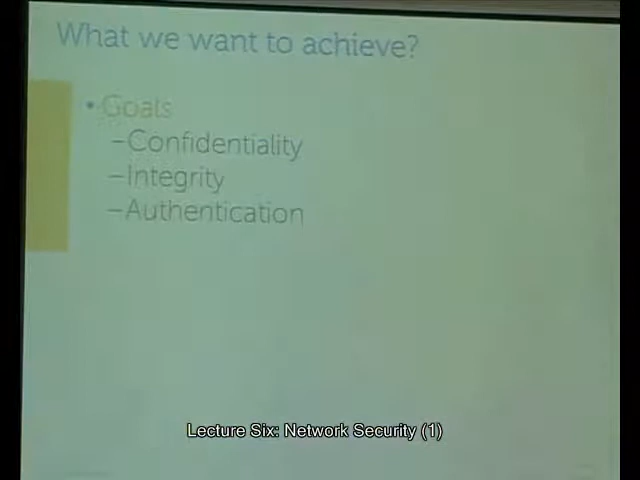 What we want to achieve?
• Goals
–Confidentiality
–Integrity
–Authentication
Lecture Six: Network Security (1)